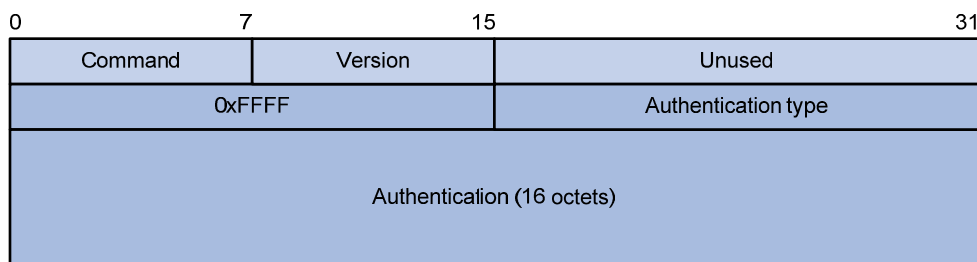 0 7 15 31
Command Version Unused
0xFFFF Authentication type
Authentication (16 octets)